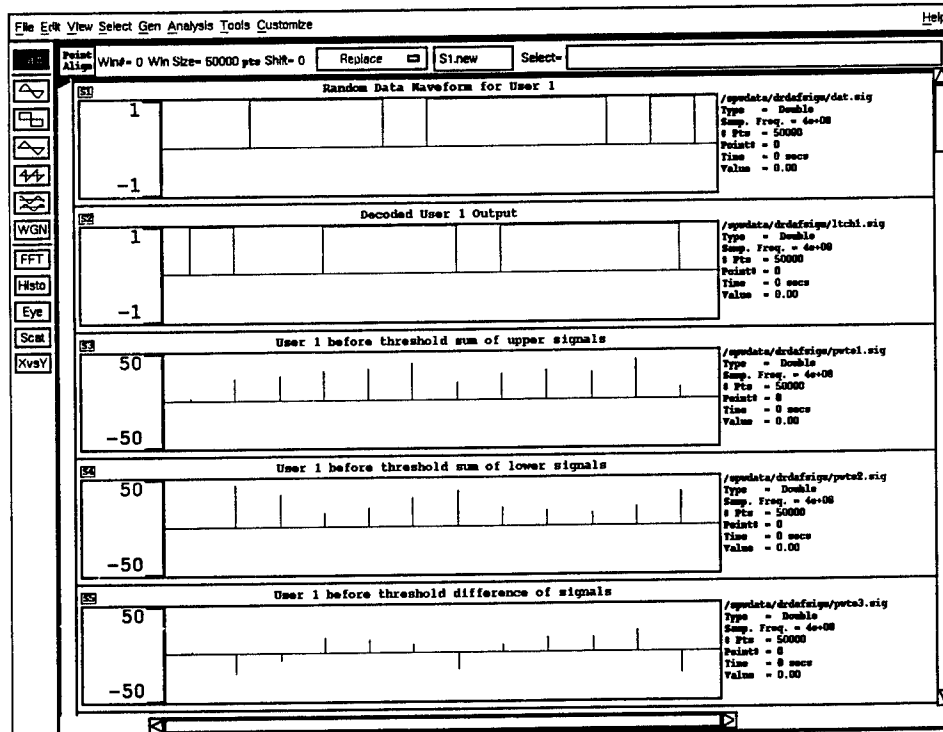 File Edit View Select Gen Analysis Tools Customize Help
Point Align Win#= 0 Win Size= 50000 pts Shift= 0 Replace S1.new Select=
WGN
FFT
Histo
Eye
Scat
XvsY
S1 Random Data Waveform for User 1
1
-1
/spwdata/drdafsigm/dat.sig
Type = Double
Samp. Freq. = 4e+08
# Pts = 50000
Point# = 0
Time = 0 secs
Value = 0.00
S2 Decoded User 1 Output
1
-1
/spwdata/drdafsigm/ltch1.sig
Type = Double
Samp. Freq. = 4e+08
# Pts = 50000
Point# = 0
Time = 0 secs
Value = 0.00
S3 User 1 before threshold sum of upper signals
50
-50
/spwdata/drdafsigm/pwts1.sig
Type = Double
Samp. Freq. = 4e+08
# Pts = 50000
Point# = 0
Time = 0 secs
Value = 0.00
S4 User 1 before threshold sum of lower signals
50
-50
/spwdata/drdafsigm/pwts2.sig
Type = Double
Samp. Freq. = 4e+08
# Pts = 50000
Point# = 0
Time = 0 secs
Value = 0.00
S5 User 1 before threshold difference of signals
50
-50
/spwdata/drdafsigm/pwts3.sig
Type = Double
Samp. Freq. = 4e+08
# Pts = 50000
Point# = 0
Time = 0 secs
Value = 0.00